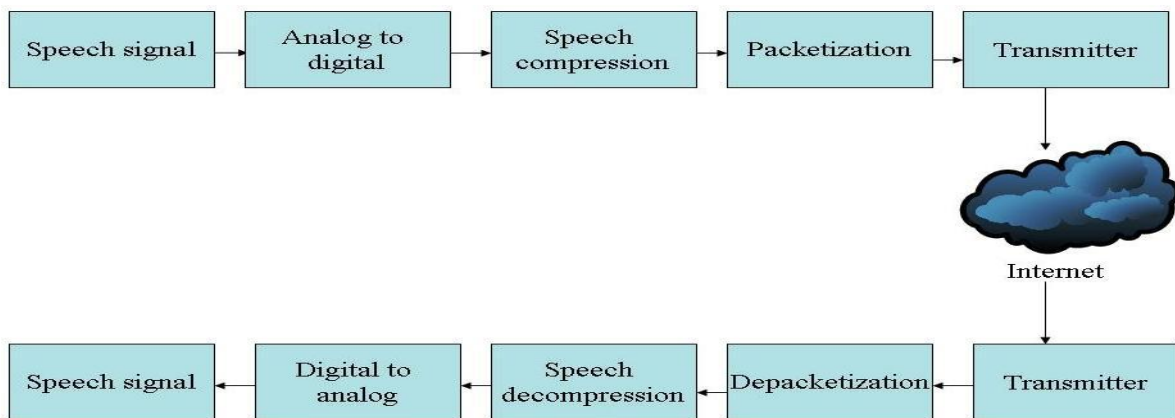 Speech signal
Analog to
digital
Speech
compression
Packetization
Transmitter
Internet
Speech signal
Digital to
analog
Speech
decompression
Depacketization
Transmitter